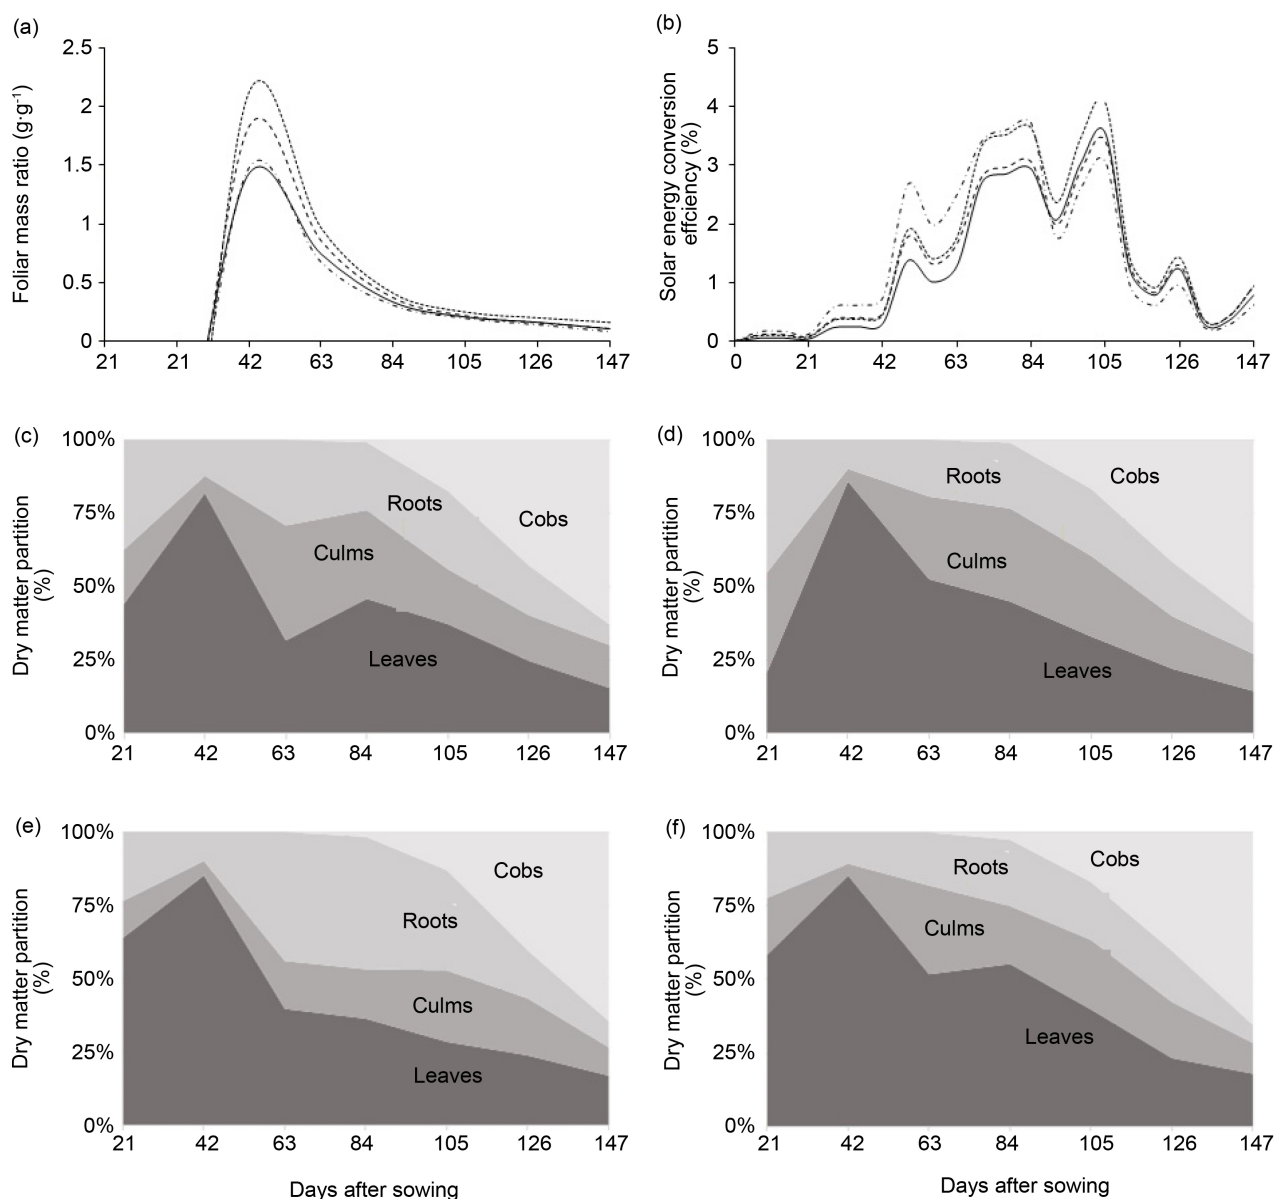 (a)
Foliar mass ratio (g·g-1)
2.5
2
1.5
1
0.5
0
21 21 42 63 84 105 126 147
(b)
Solar energy conversion
effciency (%)
5
4
3
2
1
0
0 21 42 63 84 105 126 147
(c)
Dry matter partition
(%)
100%
75%
50%
25%
0%
Roots
Cobs
Culms
Leaves
21 42 63 84 105 126 147
(d)
Dry matter partition
(%)
100%
75%
50%
25%
0%
Roots
Cobs
Culms
Leaves
21 42 63 84 105 126 147
(e)
Dry matter partition
(%)
100%
75%
50%
25%
0%
Cobs
Roots
Culms
Leaves
21 42 63 84 105 126 147
Days after sowing
(f)
Dry matter partition
(%)
100%
75%
50%
25%
0%
Cobs
Roots
Culms
Leaves
21 42 63 84 105 126 147
Days after sowing